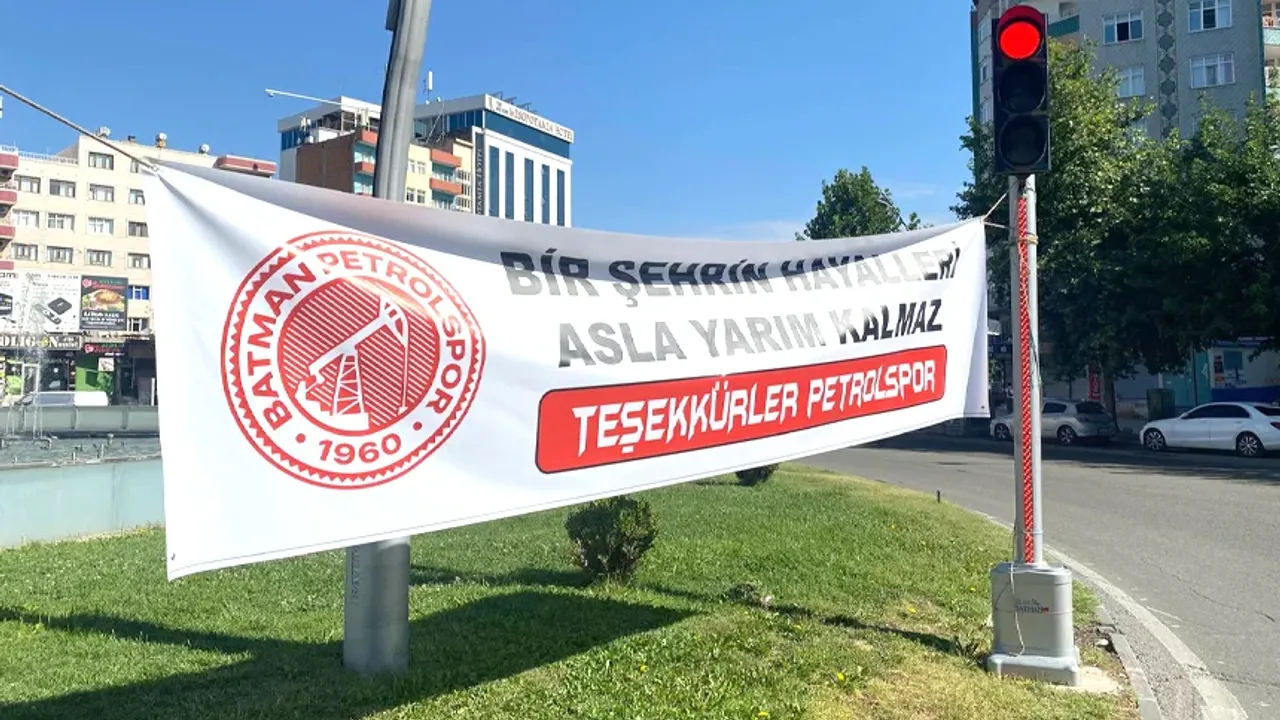 BİR ŞEHRİN HAYALLERİ
ASLA YARIM KALMAZ
TEŞEKKÜRLER PETROLSPOR
BATMAN PETROLSPOR
1960